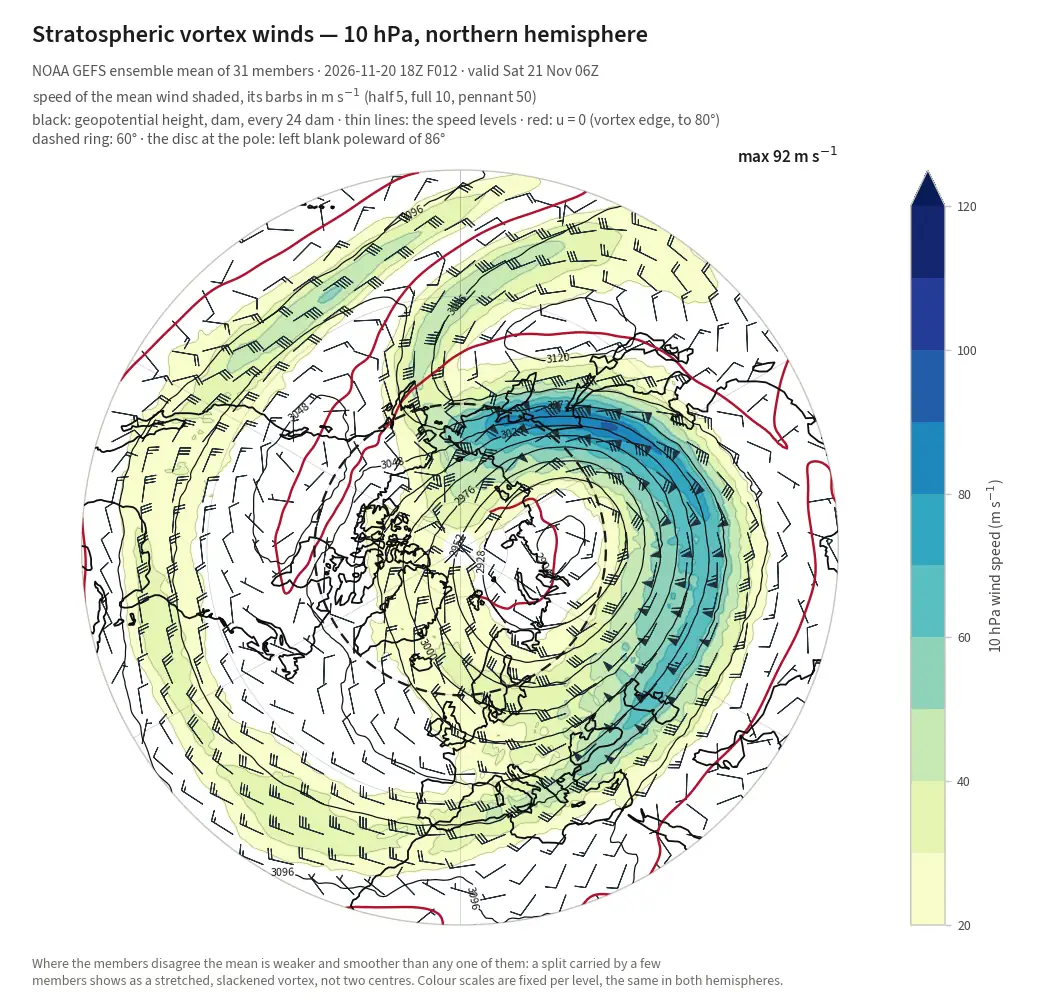 Stratospheric vortex winds — 10 hPa, northern hemisphere
NOAA GEFS ensemble mean of 31 members · 2026-11-20 18Z F012 · valid Sat 21 Nov 06Z
speed of the mean wind shaded, its barbs in m s⁻¹ (half 5, full 10, pennant 50)
black: geopotential height, dam, every 24 dam · thin lines: the speed levels · red: u = 0 (vortex edge, to 80°)
dashed ring: 60° · the disc at the pole: left blank poleward of 86°
max 92 m s⁻¹
3096
3120
3048
3048
2976
2952
2928
3096
3096
120
100
80
60
40
20
10 hPa wind speed (m s⁻¹)
Where the members disagree the mean is weaker and smoother than any one of them: a split carried by a few
members shows as a stretched, slackened vortex, not two centres. Colour scales are fixed per level, the same in both hemispheres.